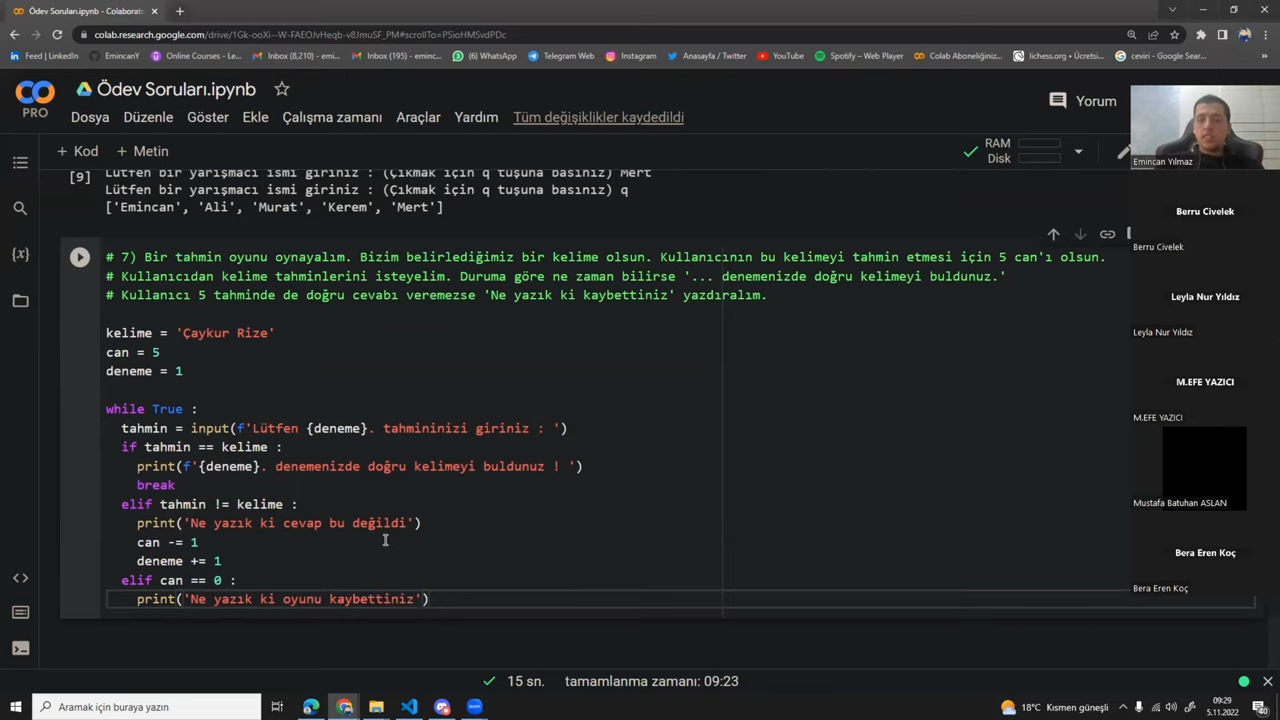 Ödev Soruları.ipynb - Colaborato
colab.research.google.com/drive/1Gk-ooXi--W-FAEOJvHeqb-v8JmuSF_PM#scrollTo=PSioHMSvdPDc
Feed | LinkedIn
EmincanY
Online Courses - Le...
Inbox (8,210) - emi...
Inbox (195) - emin...
(6) WhatsApp
Telegram Web
Instagram
Anasayfa / Twitter
YouTube
Spotify – Web Player
Colab Aboneliğiniz...
lichess.org • Ücretsi...
ceviri - Google Sear...
PRO
Ödev Soruları.ipynb
Yorum
Dosya Düzenle Göster Ekle Çalışma zamanı Araçlar Yardım Tüm değişiklikler kaydedildi
+ Kod + Metin
RAM
Disk
[9] Lütfen bir yarışmacı ismi giriniz : (Çıkmak için q tuşuna basınız) Mert
Lütfen bir yarışmacı ismi giriniz : (Çıkmak için q tuşuna basınız) q
['Emincan', 'Ali', 'Murat', 'Kerem', 'Mert']
# 7) Bir tahmin oyunu oynayalım. Bizim belirlediğimiz bir kelime olsun. Kullanıcının bu kelimeyi tahmin etmesi için 5 can'ı olsun.
# Kullanıcıdan kelime tahminlerini isteyelim. Duruma göre ne zaman bilirse '... denemenizde doğru kelimeyi buldunuz.'
# Kullanıcı 5 tahminde de doğru cevabı veremezse 'Ne yazık ki kaybettiniz' yazdıralım.
kelime = 'Çaykur Rize'
can = 5
deneme = 1
while True :
tahmin = input(f'Lütfen {deneme}. tahmininizi giriniz : ')
if tahmin == kelime :
print(f'{deneme}. denemenizde doğru kelimeyi buldunuz ! ')
break
elif tahmin != kelime :
print('Ne yazık ki cevap bu değildi')
can -= 1
deneme += 1
elif can == 0 :
print('Ne yazık ki oyunu kaybettiniz')
15 sn. tamamlanma zamanı: 09:23
Emincan Yılmaz
Berru Civelek
Berru Civelek
Leyla Nur Yıldız
Leyla Nur Yıldız
M.EFE YAZICI
M.EFE YAZICI
Mustafa Batuhan ASLAN
Bera Eren Koç
Bera Eren Koç
Aramak için buraya yazın
18°C Kısmen güneşli
09:29
5.11.2022
40